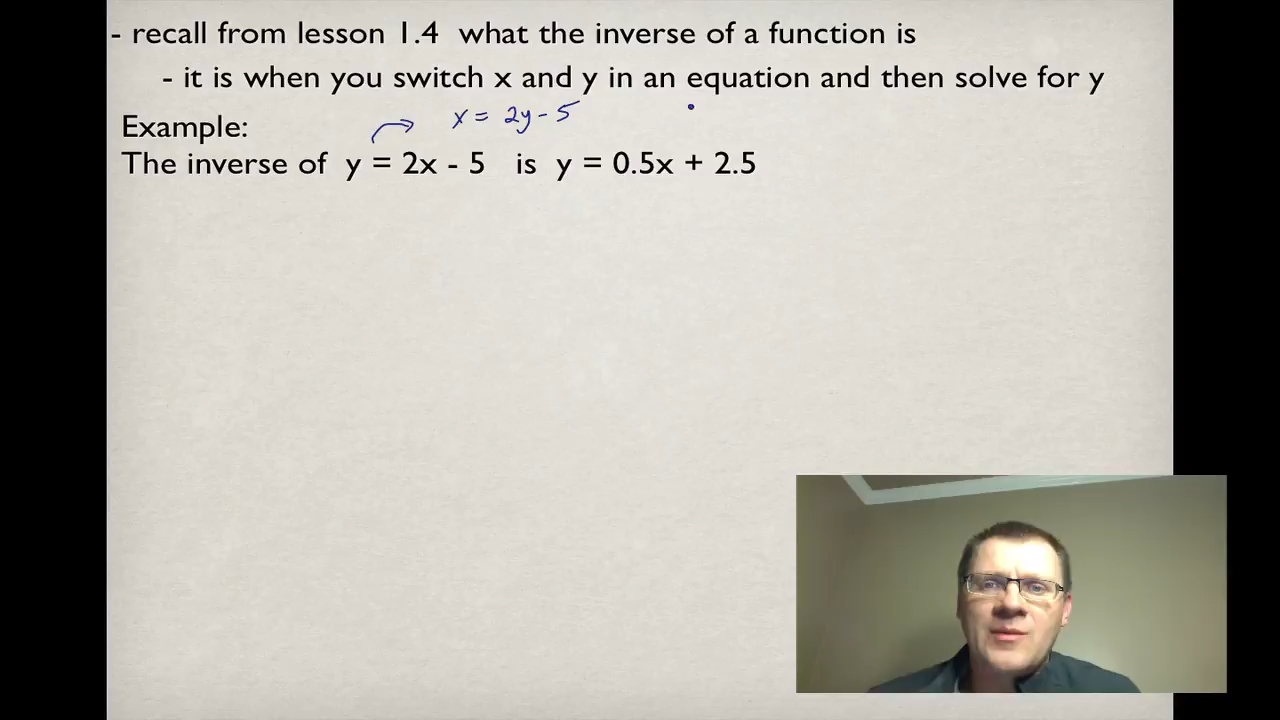 - recall from lesson 1.4 what the inverse of a function is
- it is when you switch x and y in an equation and then solve for y
Example:
x = 2y - 5
The inverse of y = 2x - 5 is y = 0.5x + 2.5